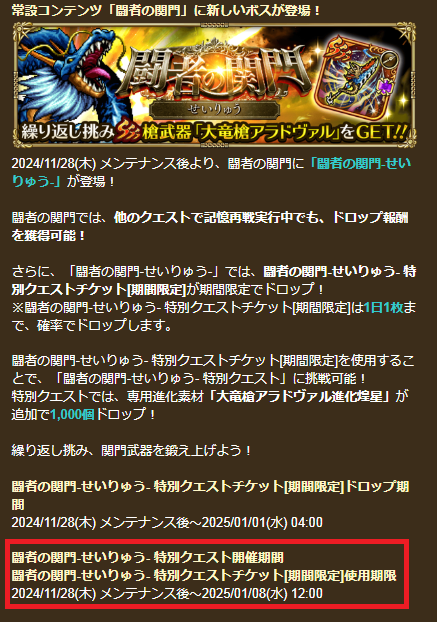 常設コンテンツ「闘者の関門」に新しいボスが登場！
闘者の関門
せいりゅう
繰り返し挑みSS槍武器「大竜槍アラドヴァル」をGET!!
2024/11/28(木) メンテナンス後より、闘者の関門に「闘者の関門-せい
りゅう-」が登場！
闘者の関門では、他のクエストで記憶再戦実行中でも、ドロップ報酬
を獲得可能！
さらに、「闘者の関門-せいりゅう-」では、闘者の関門-せいりゅう- 特
別クエストチケット[期間限定]が期間限定でドロップ！
※闘者の関門-せいりゅう- 特別クエストチケット[期間限定]は1日1枚ま
で、確率でドロップします。
闘者の関門-せいりゅう- 特別クエストチケット[期間限定]を使用するこ
とで、「闘者の関門-せいりゅう- 特別クエスト」に挑戦可能！
特別クエストでは、専用進化素材「大竜槍アラドヴァル進化煌星」が
追加で1,000個ドロップ！
繰り返し挑み、関門武器を鍛え上げよう！
闘者の関門-せいりゅう- 特別クエストチケット[期間限定]ドロップ期
間
2024/11/28(木) メンテナンス後～2025/01/01(水) 04:00
闘者の関門-せいりゅう- 特別クエスト開催期間
闘者の関門-せいりゅう- 特別クエストチケット[期間限定]使用期限
2024/11/28(木) メンテナンス後～2025/01/08(水) 12:00